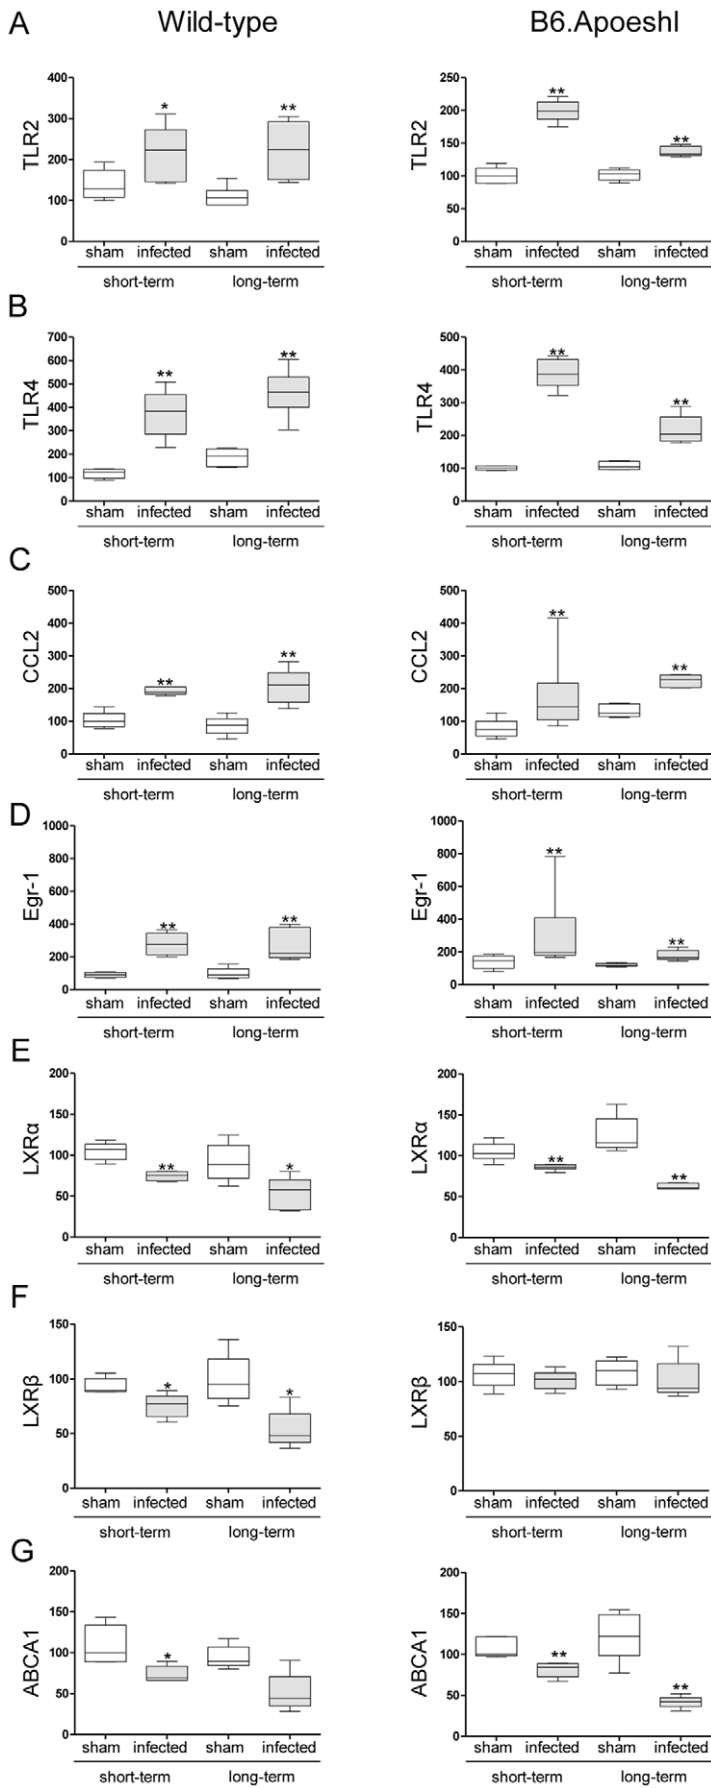 A Wild-type B6.Apoeshl
400 ** 250 **
* **
300 200
TLR2 200 TLR2 150
100
100 50
0 0
sham infected sham infected sham infected sham infected
short-term long-term short-term long-term
B
700 500
600 ** ** **
500 400
TLR4 400 TLR4 300 **
300 200
200
100 100
0 0
sham infected sham infected sham infected sham infected
short-term long-term short-term long-term
C
500 500
400 400 **
CCL2 300 ** CCL2 300 **
200 ** 200
100 100
0 0
sham infected sham infected sham infected sham infected
short-term long-term short-term long-term
D
1000 1000
800 800 **
Egr-1 600 Egr-1 600
400 ** ** 400
200 200 **
0 0
sham infected sham infected sham infected sham infected
short-term long-term short-term long-term
E
200 200
150 150
LXRα 100 LXRα 100 **
** * **
50 50
0 0
sham infected sham infected sham infected sham infected
short-term long-term short-term long-term
F
150 150
LXRβ 100 * * LXRβ 100
50 50
0 0
sham infected sham infected sham infected sham infected
short-term long-term short-term long-term
G
200 200
150 150
ABCA1 100 * ABCA1 100 **
50 50 **
0 0
sham infected sham infected sham infected sham infected
short-term long-term short-term long-term